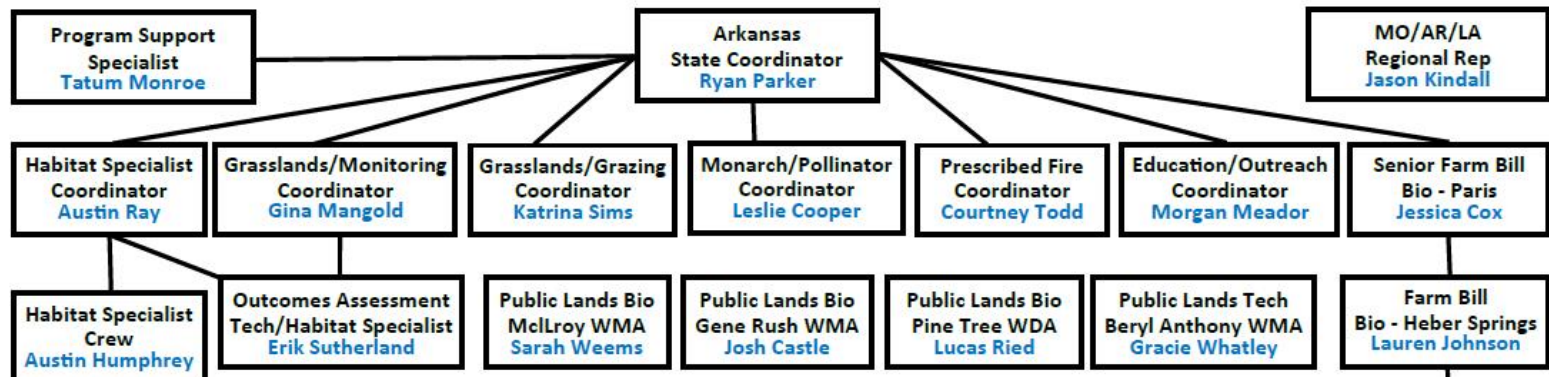 Program Support
Specialist
Tatum Monroe
Arkansas
State Coordinator
Ryan Parker
MO/AR/LA
Regional Rep
Jason Kindall
Habitat Specialist
Coordinator
Austin Ray
Grasslands/Monitoring
Coordinator
Gina Mangold
Grasslands/Grazing
Coordinator
Katrina Sims
Monarch/Pollinator
Coordinator
Leslie Cooper
Prescribed Fire
Coordinator
Courtney Todd
Education/Outreach
Coordinator
Morgan Meador
Senior Farm Bill
Bio - Paris
Jessica Cox
Habitat Specialist
Crew
Austin Humphrey
Outcomes Assessment
Tech/Habitat Specialist
Erik Sutherland
Public Lands Bio
McIlroy WMA
Sarah Weems
Public Lands Bio
Gene Rush WMA
Josh Castle
Public Lands Bio
Pine Tree WDA
Lucas Ried
Public Lands Tech
Beryl Anthony WMA
Gracie Whatley
Farm Bill
Bio - Heber Springs
Lauren Johnson